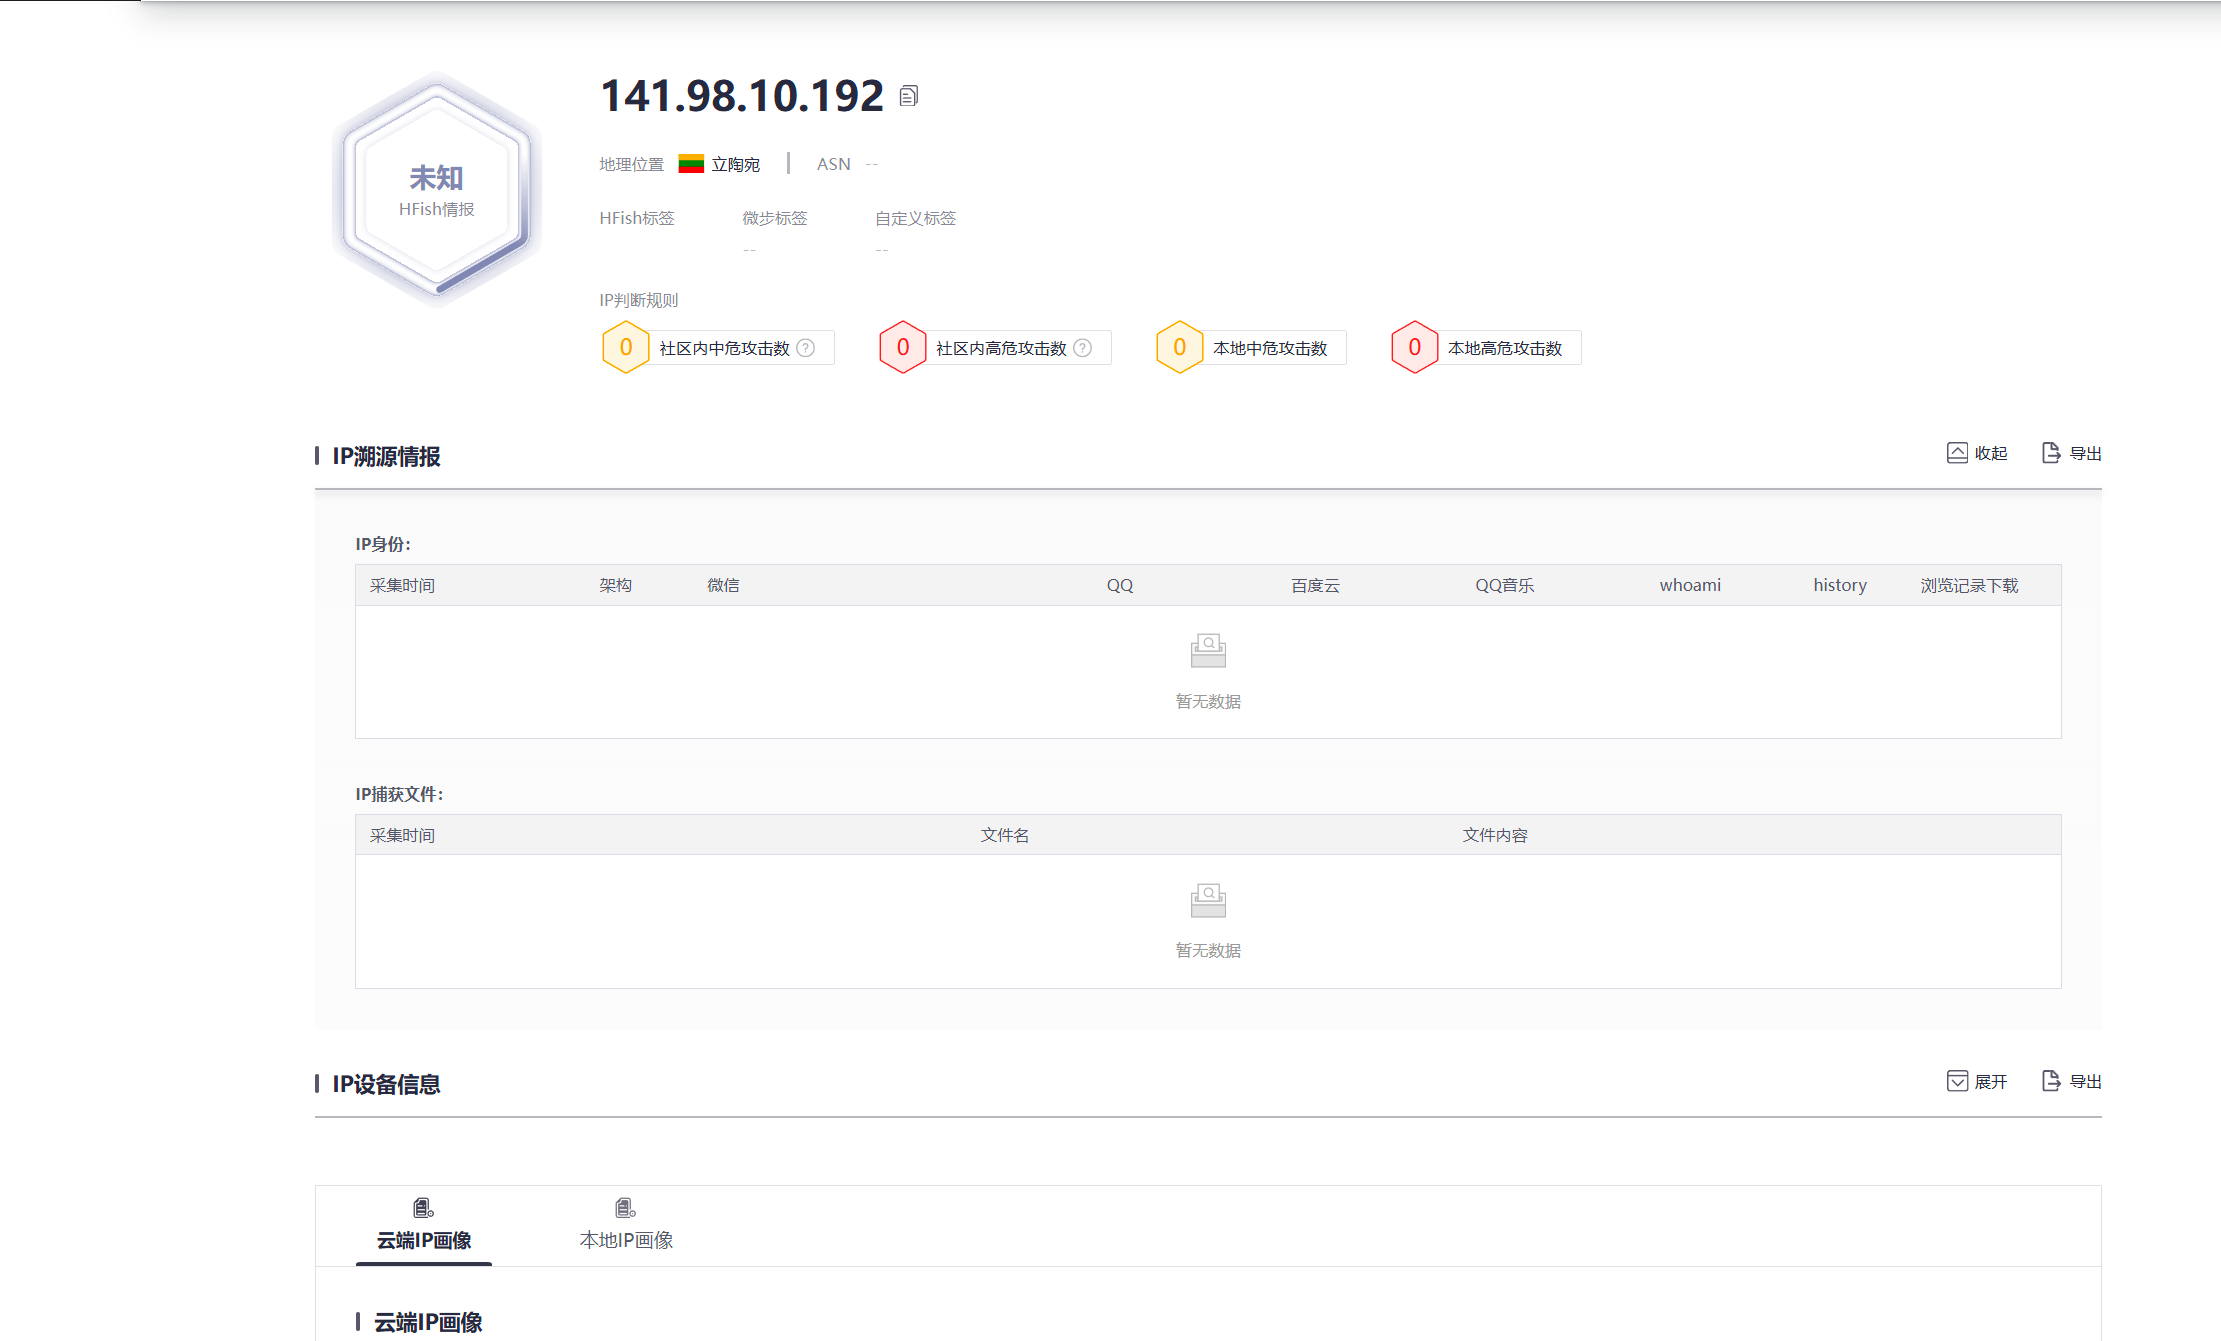 141.98.10.192
未知
HFish情报
地理位置 立陶宛 ASN --
HFish标签 微步标签 自定义标签
-- --
IP判断规则
0 社区内中危攻击数 ? 0 社区内高危攻击数 ? 0 本地中危攻击数 0 本地高危攻击数
IP溯源情报 收起 导出
IP身份：
采集时间 架构 微信 QQ 百度云 QQ音乐 whoami history 浏览记录下载
暂无数据
IP捕获文件：
采集时间 文件名 文件内容
暂无数据
IP设备信息 展开 导出
云端IP画像 本地IP画像
云端IP画像